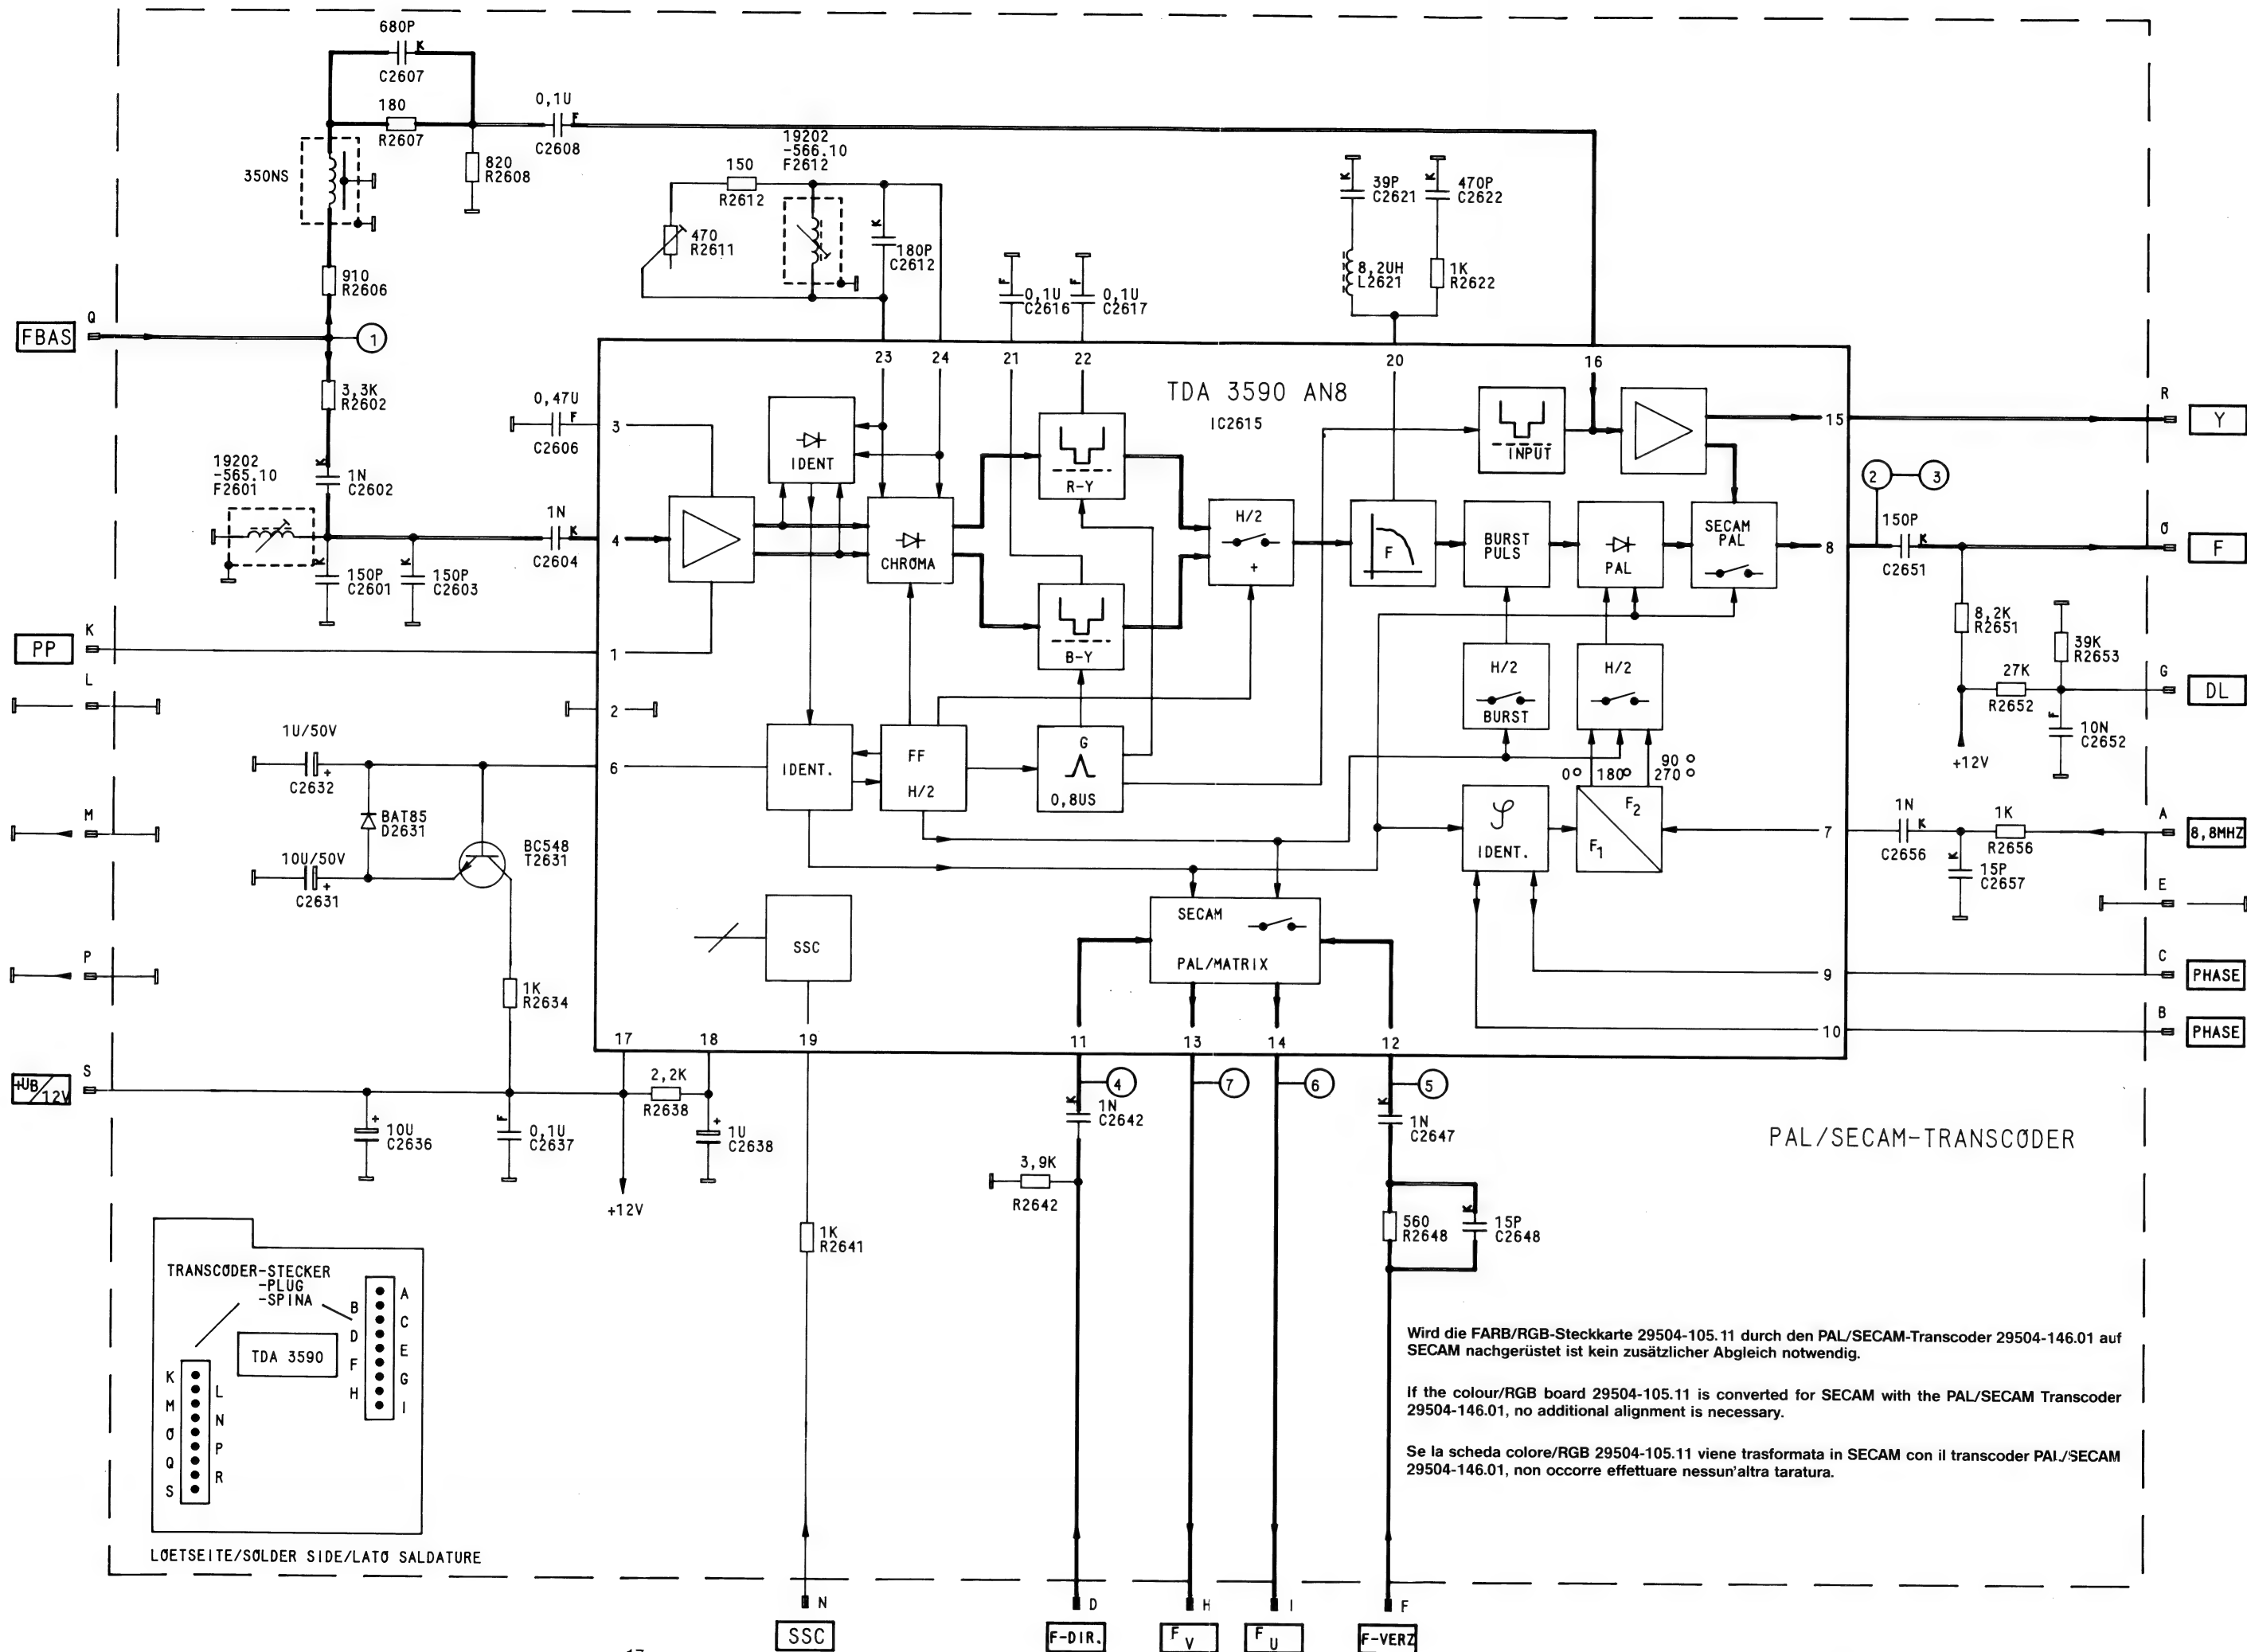 680P
K
C2607
180
R2607
0,1U
F
C2608
820
R2608
350NS
19202
-566.10
F2612
150
R2612
470
R2611
K
180P
C2612
K
39P
C2621
K
470P
C2622
8,2UH
L2621
1K
R2622
F
0,1U
C2616
F
0,1U
C2617
910
R2606
FBAS
Q
1
3,3K
R2602
K
1N
C2602
19202
-565.10
F2601
K
150P
C2601
K
150P
C2603
0,47U
F
C2606
1N
K
C2604
23
24
21
22
20
16
TDA 3590 AN8
IC2615
3
4
1
2
6
IDENT
CHROMA
R-Y
B-Y
H/2
+
F
BURST
PULS
PAL
SECAM
PAL
INPUT
15
8
R
Y
2
3
150P
K
C2651
O
F
8,2K
R2651
39K
R2653
27K
R2652
G
DL
F
10N
C2652
+12V
PP
K
L
M
P
1U/50V
+
C2632
BAT85
D2631
10U/50V
+
C2631
BC548
T2631
1K
R2634
IDENT.
FF
H/2
G
0,8US
H/2
BURST
H/2
0°
180°
90°
270°
φ
IDENT.
F2
F1
7
1N
K
C2656
1K
R2656
K
15P
C2657
A
8,8MHZ
E
C
PHASE
B
PHASE
9
10
SSC
SECAM
PAL/MATRIX
17
18
19
11
13
14
12
+UB/12V
S
+
10U
C2636
F
0,1U
C2637
2,2K
R2638
+
1U
C2638
+12V
4
7
6
5
K
1N
C2642
K
1N
C2647
3,9K
R2642
1K
R2641
560
R2648
K
15P
C2648
PAL/SECAM-TRANSCODER
TRANSCODER-STECKER
-PLUG
-SPINA
TDA 3590
A
B
C
D
E
F
G
H
I
K
L
M
N
O
P
Q
R
S
LOETSEITE/SOLDER SIDE/LATO SALDATURE
Wird die FARB/RGB-Steckkarte 29504-105.11 durch den PAL/SECAM-Transcoder 29504-146.01 auf
SECAM nachgerüstet ist kein zusätzlicher Abgleich notwendig.
If the colour/RGB board 29504-105.11 is converted for SECAM with the PAL/SECAM Transcoder
29504-146.01, no additional alignment is necessary.
Se la scheda colore/RGB 29504-105.11 viene trasformata in SECAM con il transcoder PAL/SECAM
29504-146.01, non occorre effettuare nessun'altra taratura.
N
SSC
D
F-DIR.
H
FV
I
FU
F
F-VERZ